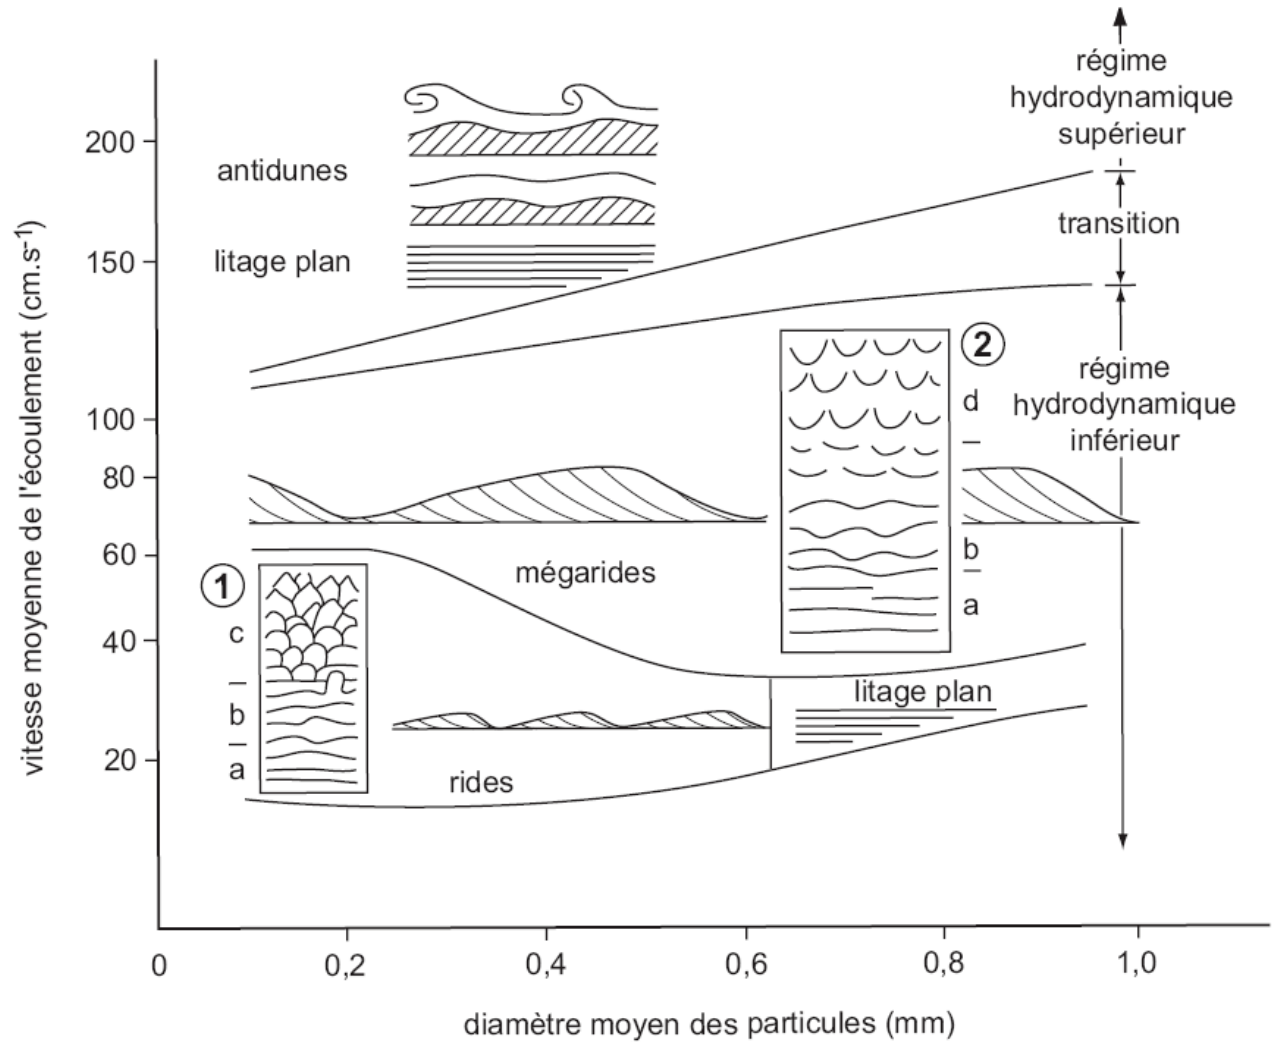 régime
hydrodynamique
supérieur
transition
régime
hydrodynamique
inférieur
vitesse moyenne de l'écoulement (cm.s-1)
200
150
100
80
60
40
20
antidunes
litage plan
mégarides
litage plan
rides
1
c
b
a
2
d
b
a
0
0,2
0,4
0,6
0,8
1,0
diamètre moyen des particules (mm)